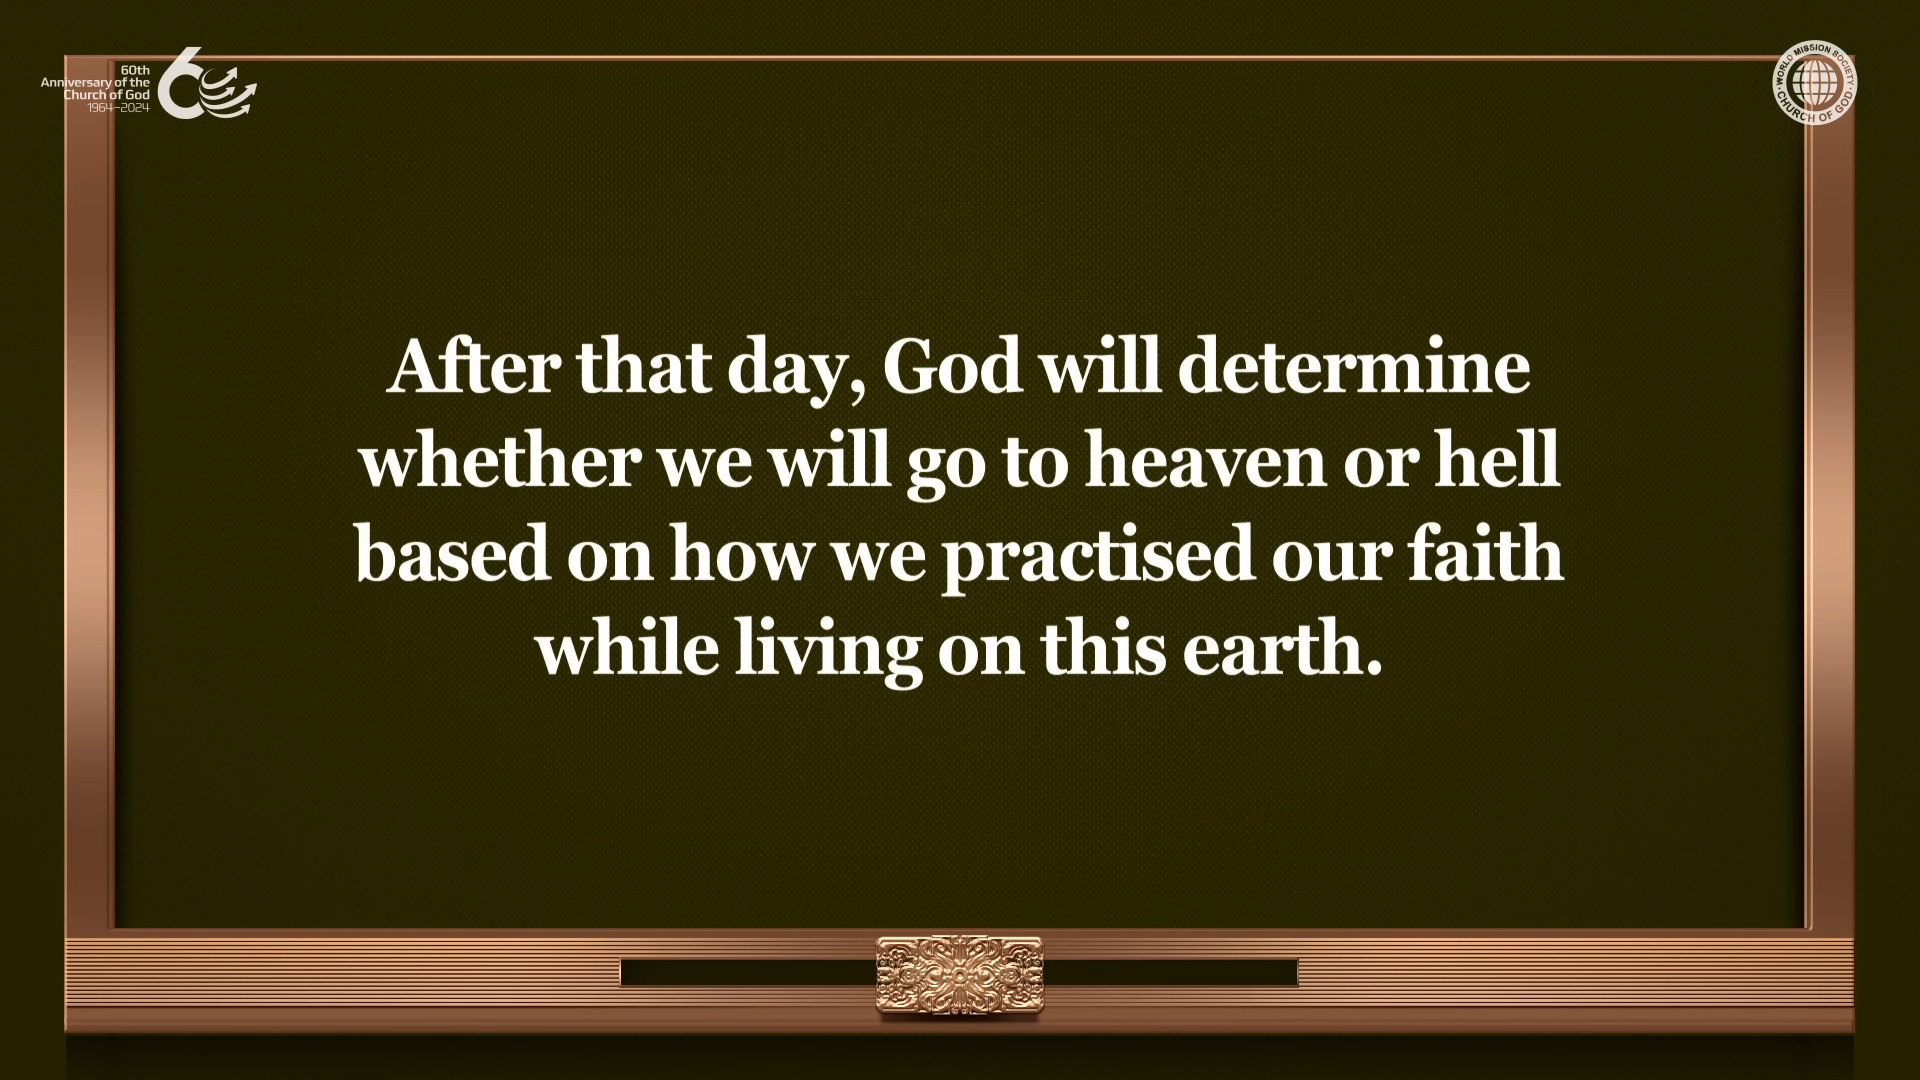 60th
Anniversary of the
Church of God
1964–2024
WORLD MISSION SOCIETY
CHURCH OF GOD
After that day, God will determine
whether we will go to heaven or hell
based on how we practised our faith
while living on this earth.